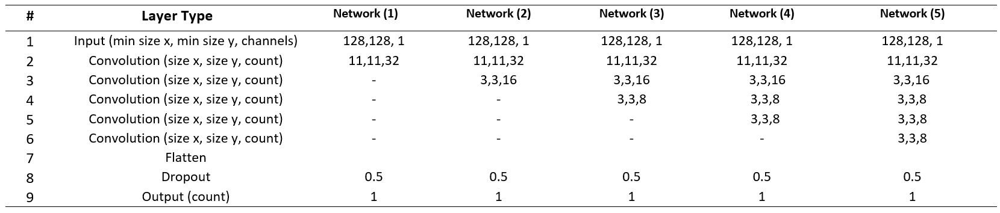 # Layer Type Network (1) Network (2) Network (3) Network (4) Network (5)
1 Input (min size x, min size y, channels) 128,128, 1 128,128, 1 128,128, 1 128,128, 1 128,128, 1
2 Convolution (size x, size y, count) 11,11,32 11,11,32 11,11,32 11,11,32 11,11,32
3 Convolution (size x, size y, count) - 3,3,16 3,3,16 3,3,16 3,3,16
4 Convolution (size x, size y, count) - - 3,3,8 3,3,8 3,3,8
5 Convolution (size x, size y, count) - - - 3,3,8 3,3,8
6 Convolution (size x, size y, count) - - - - 3,3,8
7 Flatten
8 Dropout 0.5 0.5 0.5 0.5 0.5
9 Output (count) 1 1 1 1 1